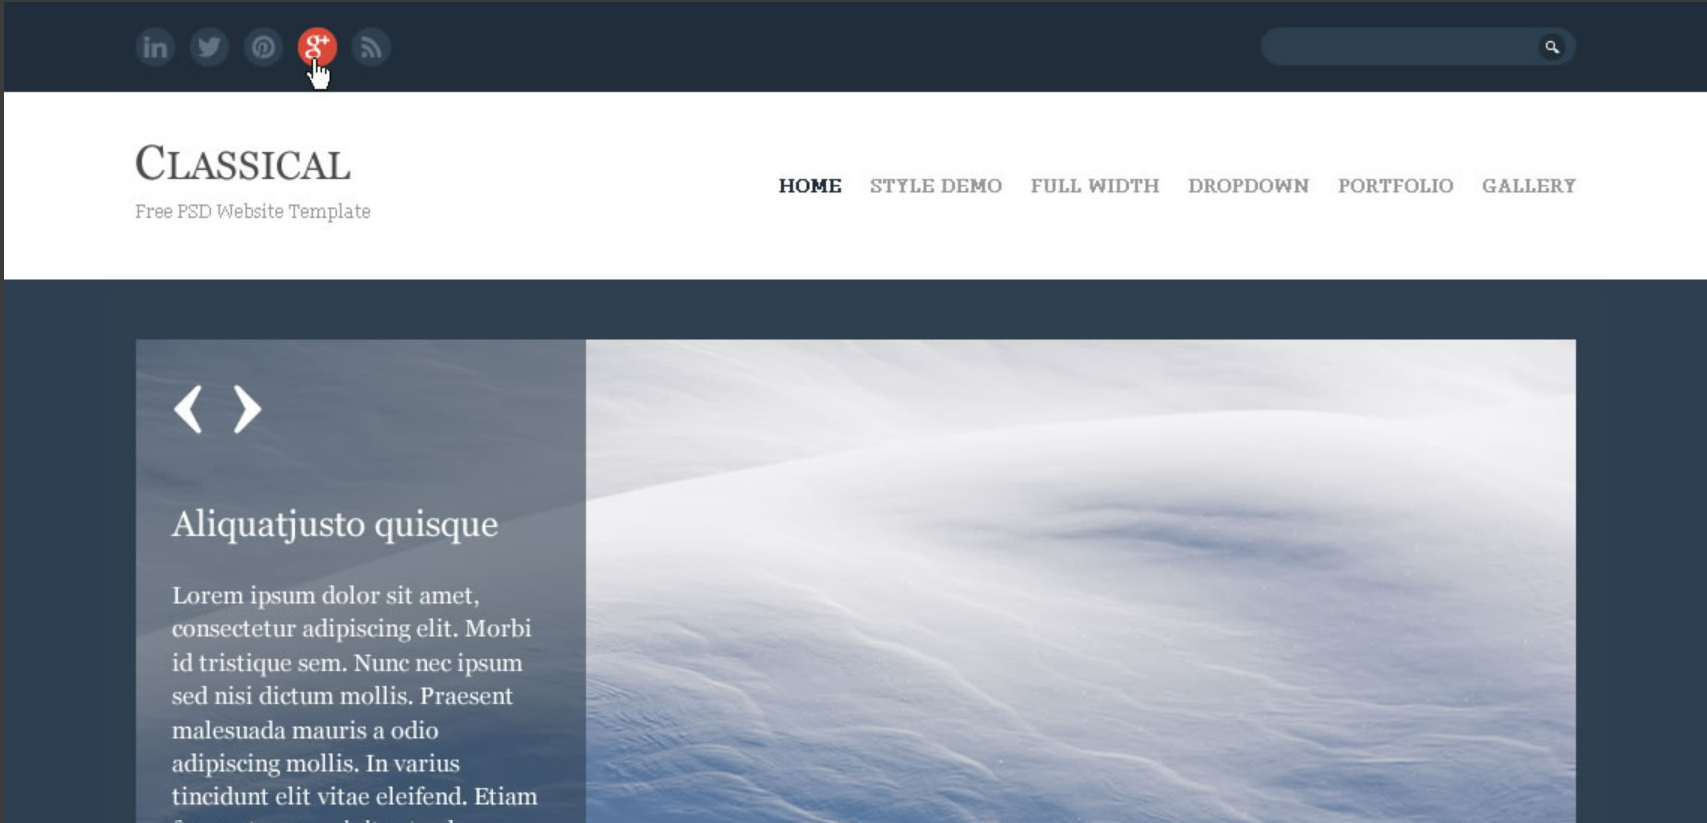 in
g+
CLASSICAL
Free PSD Website Template
HOME STYLE DEMO FULL WIDTH DROPDOWN PORTFOLIO GALLERY
Aliquatjusto quisque
Lorem ipsum dolor sit amet,
consectetur adipiscing elit. Morbi
id tristique sem. Nunc nec ipsum
sed nisi dictum mollis. Praesent
malesuada mauris a odio
adipiscing mollis. In varius
tincidunt elit vitae eleifend. Etiam